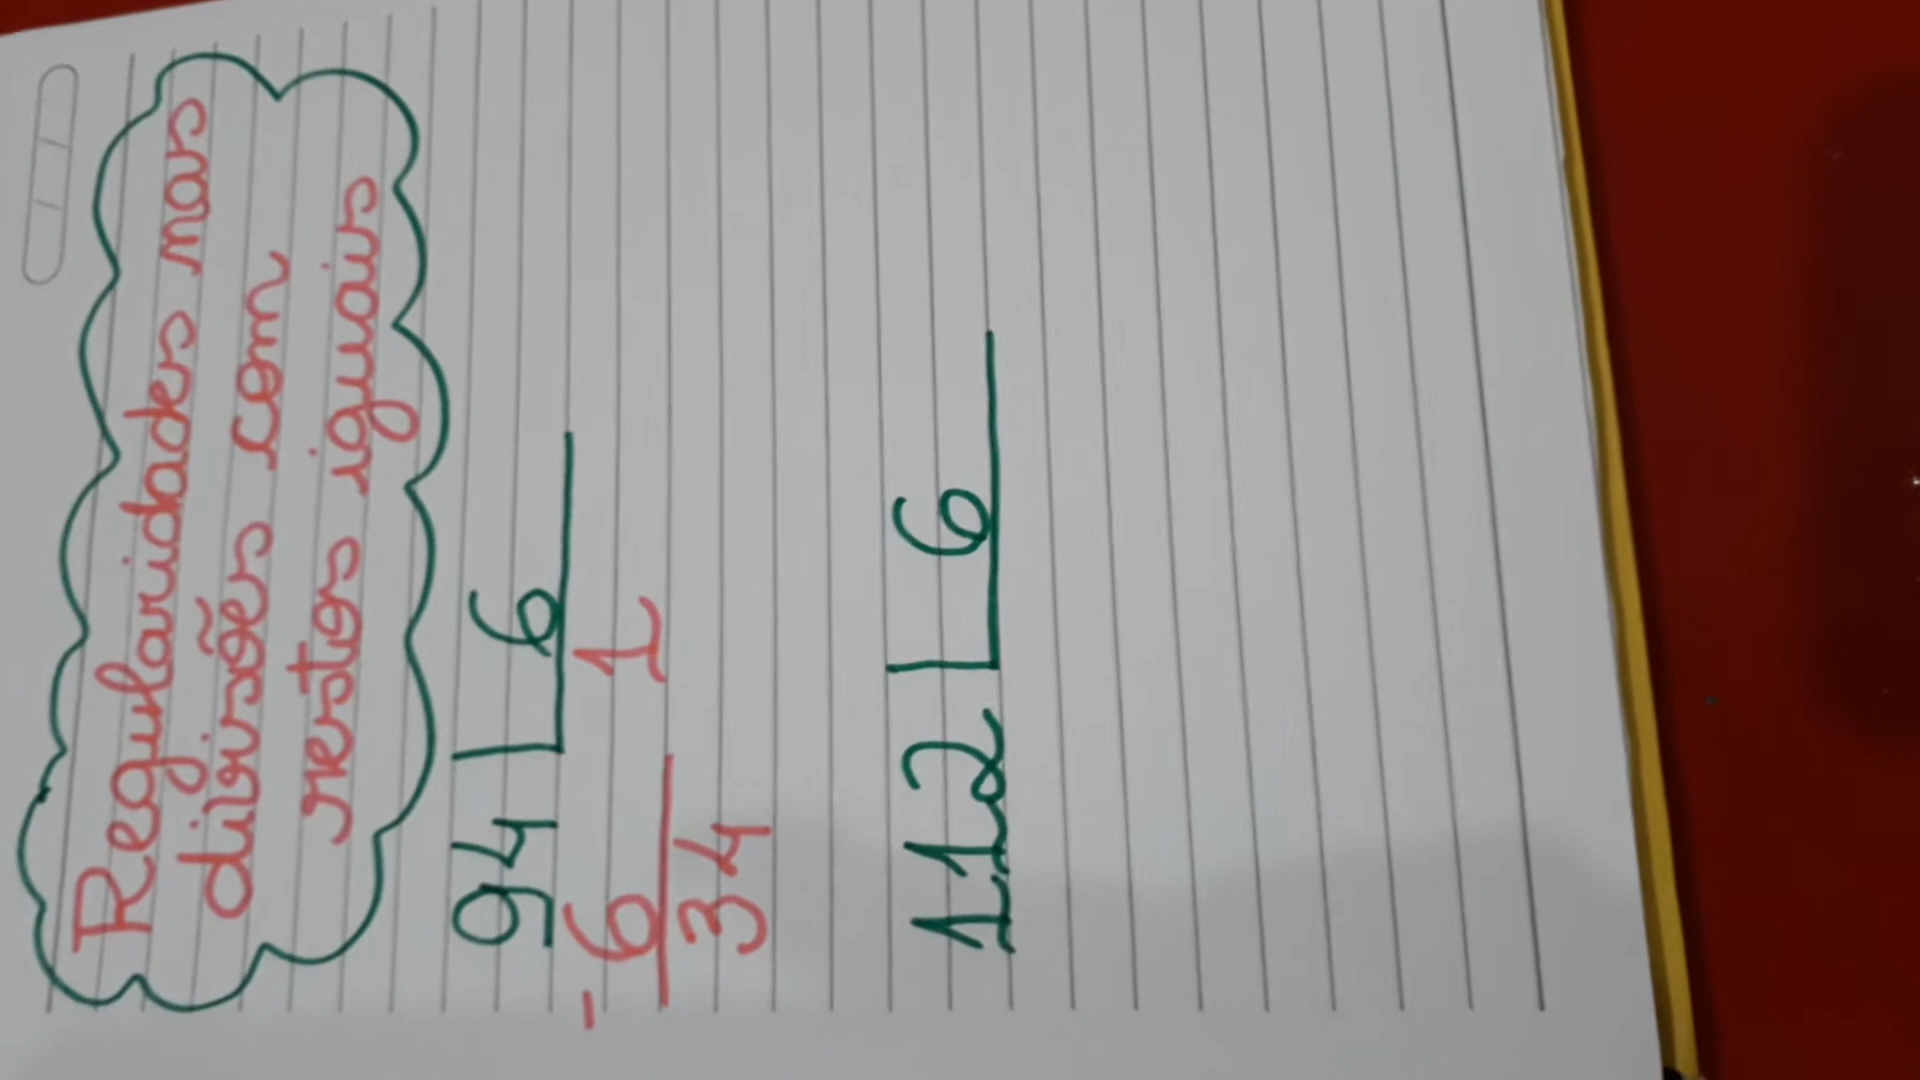 Regularidades nas
divisões com
restos iguais
94 6
- 6 1
34
112 6